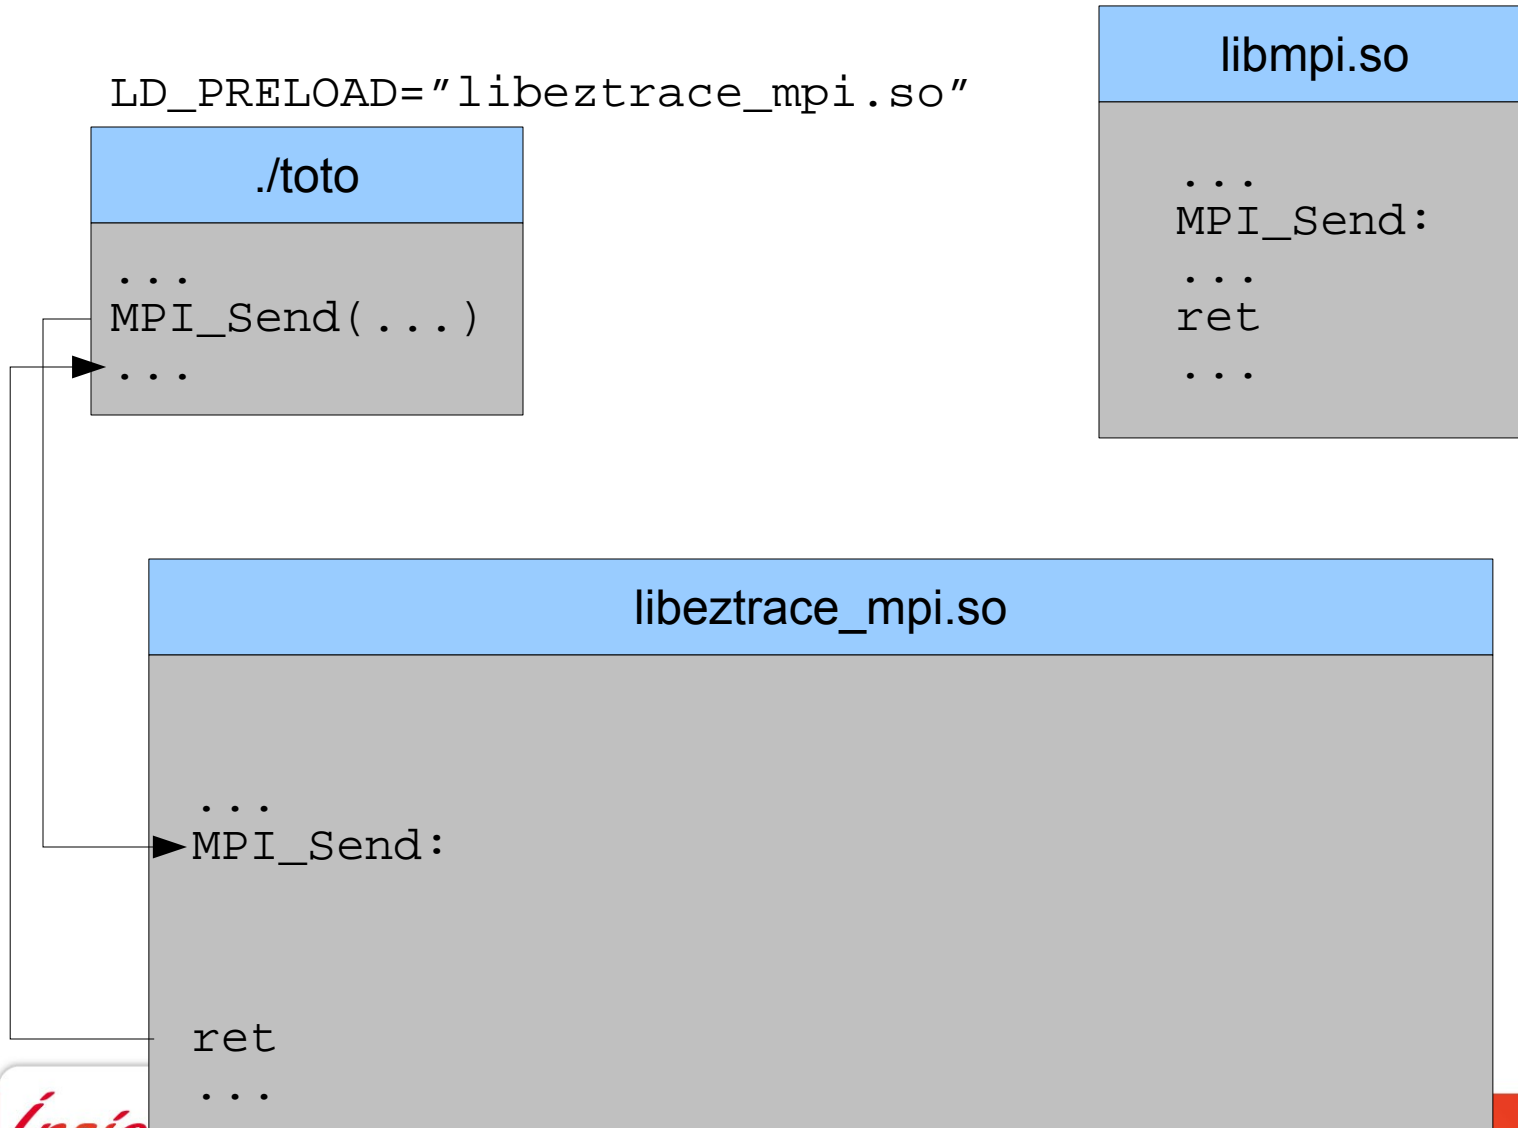 LD_PRELOAD="libeztrace_mpi.so"
./toto
...
MPI_Send(...)
...
libmpi.so
...
MPI_Send:
...
ret
...
libeztrace_mpi.so
...
MPI_Send:
ret
...